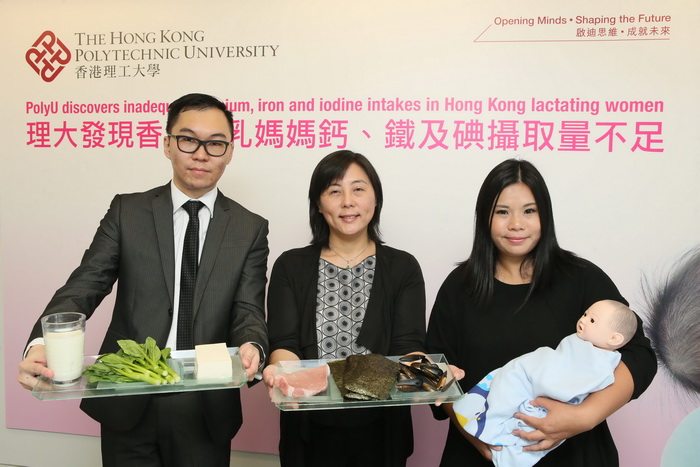 THE HONG KONG
POLYTECHNIC UNIVERSITY
香港理工大學
Opening Minds • Shaping the Future
啟迪思維 • 成就未來
PolyU discovers iron and iodine intakes in Hong Kong lactating women
理大發現香 乳媽媽鈣、鐵及碘攝取量不足